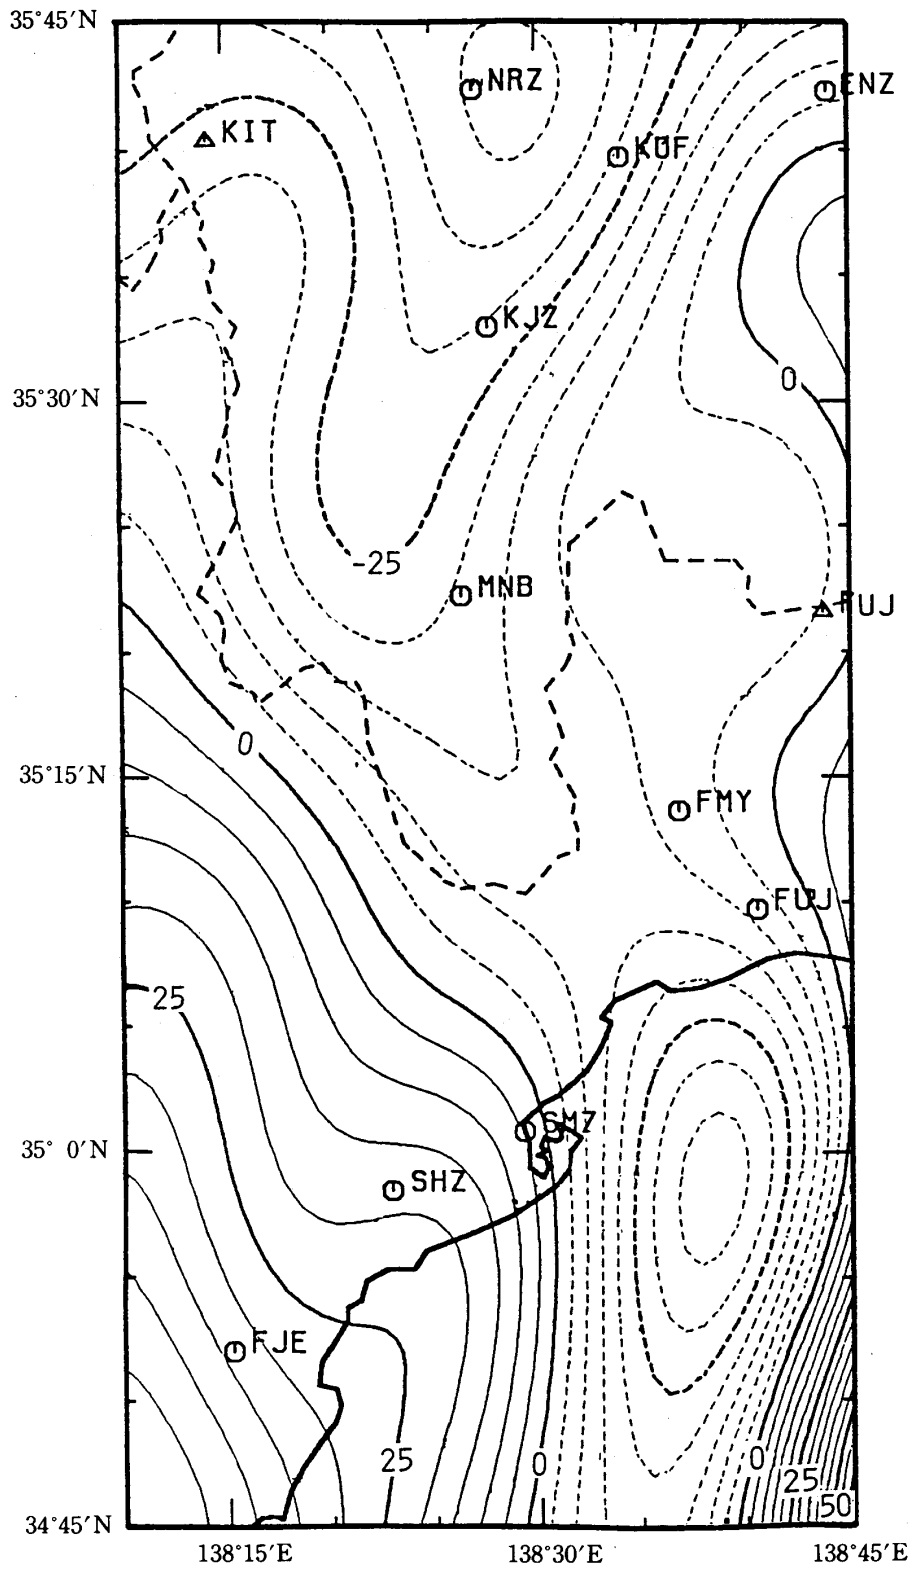 35°45′N
NRZ
ENZ
KIT
KOF
KJZ
0
35°30′N
-25
MNB
FUJ
0
35°15′N
FMY
FUJ
25
SMZ
35° 0′N
SHZ
FJE
25
0
0
25
50
34°45′N
138°15′E
138°30′E
138°45′E